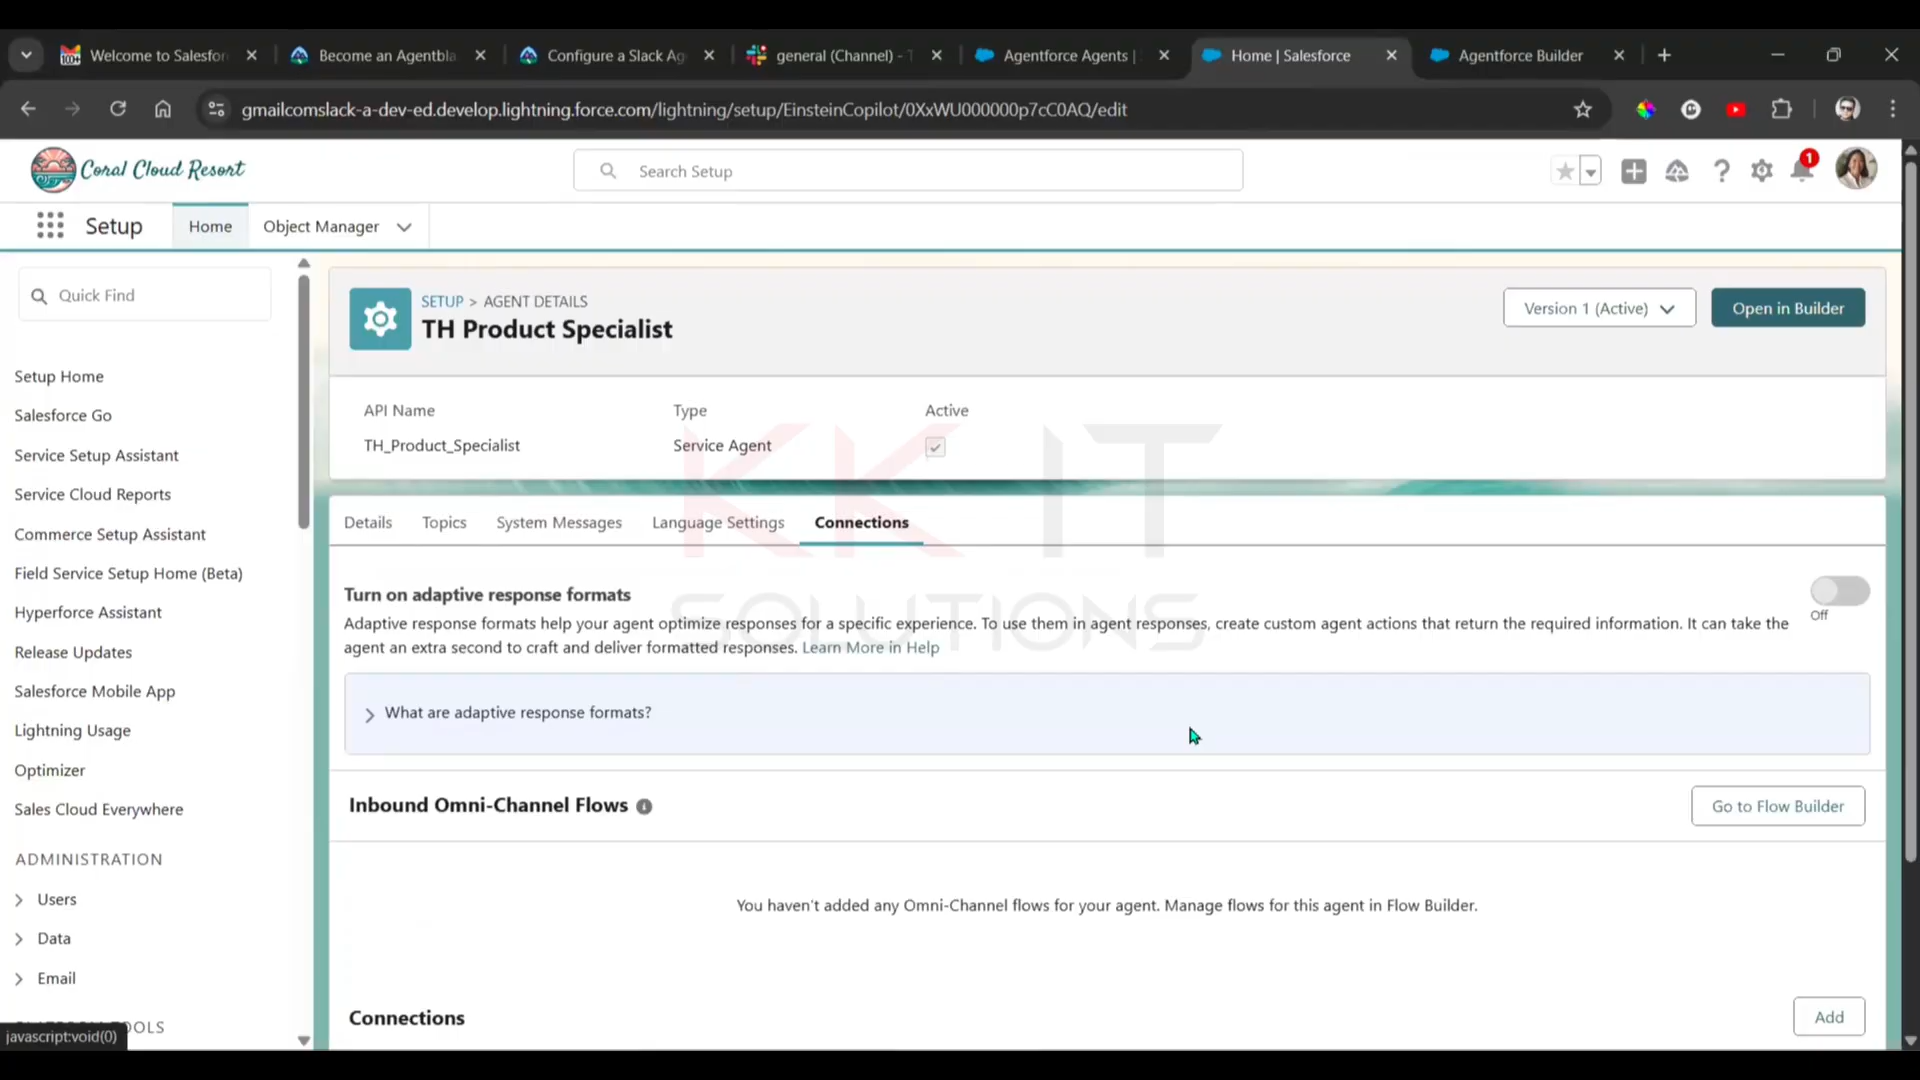 Welcome to Salesfor
Become an Agentbla
Configure a Slack Ag
general (Channel) - T
Agentforce Agents |
Home | Salesforce
Agentforce Builder
gmailcomslack-a-dev-ed.develop.lightning.force.com/lightning/setup/EinsteinCopilot/0XxWU000000p7cC0AQ/edit
Coral Cloud Resort
Search Setup
1
Setup
Home
Object Manager
Quick Find
Setup Home
Salesforce Go
Service Setup Assistant
Service Cloud Reports
Commerce Setup Assistant
Field Service Setup Home (Beta)
Hyperforce Assistant
Release Updates
Salesforce Mobile App
Lightning Usage
Optimizer
Sales Cloud Everywhere
ADMINISTRATION
Users
Data
Email
javascript:void(0)
SETUP > AGENT DETAILS
TH Product Specialist
Version 1 (Active)
Open in Builder
API Name
Type
Active
TH_Product_Specialist
Service Agent
Details
Topics
System Messages
Language Settings
Connections
Turn on adaptive response formats
Off
Adaptive response formats help your agent optimize responses for a specific experience. To use them in agent responses, create custom agent actions that return the required information. It can take the
agent an extra second to craft and deliver formatted responses. Learn More in Help
What are adaptive response formats?
Inbound Omni-Channel Flows
Go to Flow Builder
You haven't added any Omni-Channel flows for your agent. Manage flows for this agent in Flow Builder.
Connections
Add
KK IT
SOLUTIONS